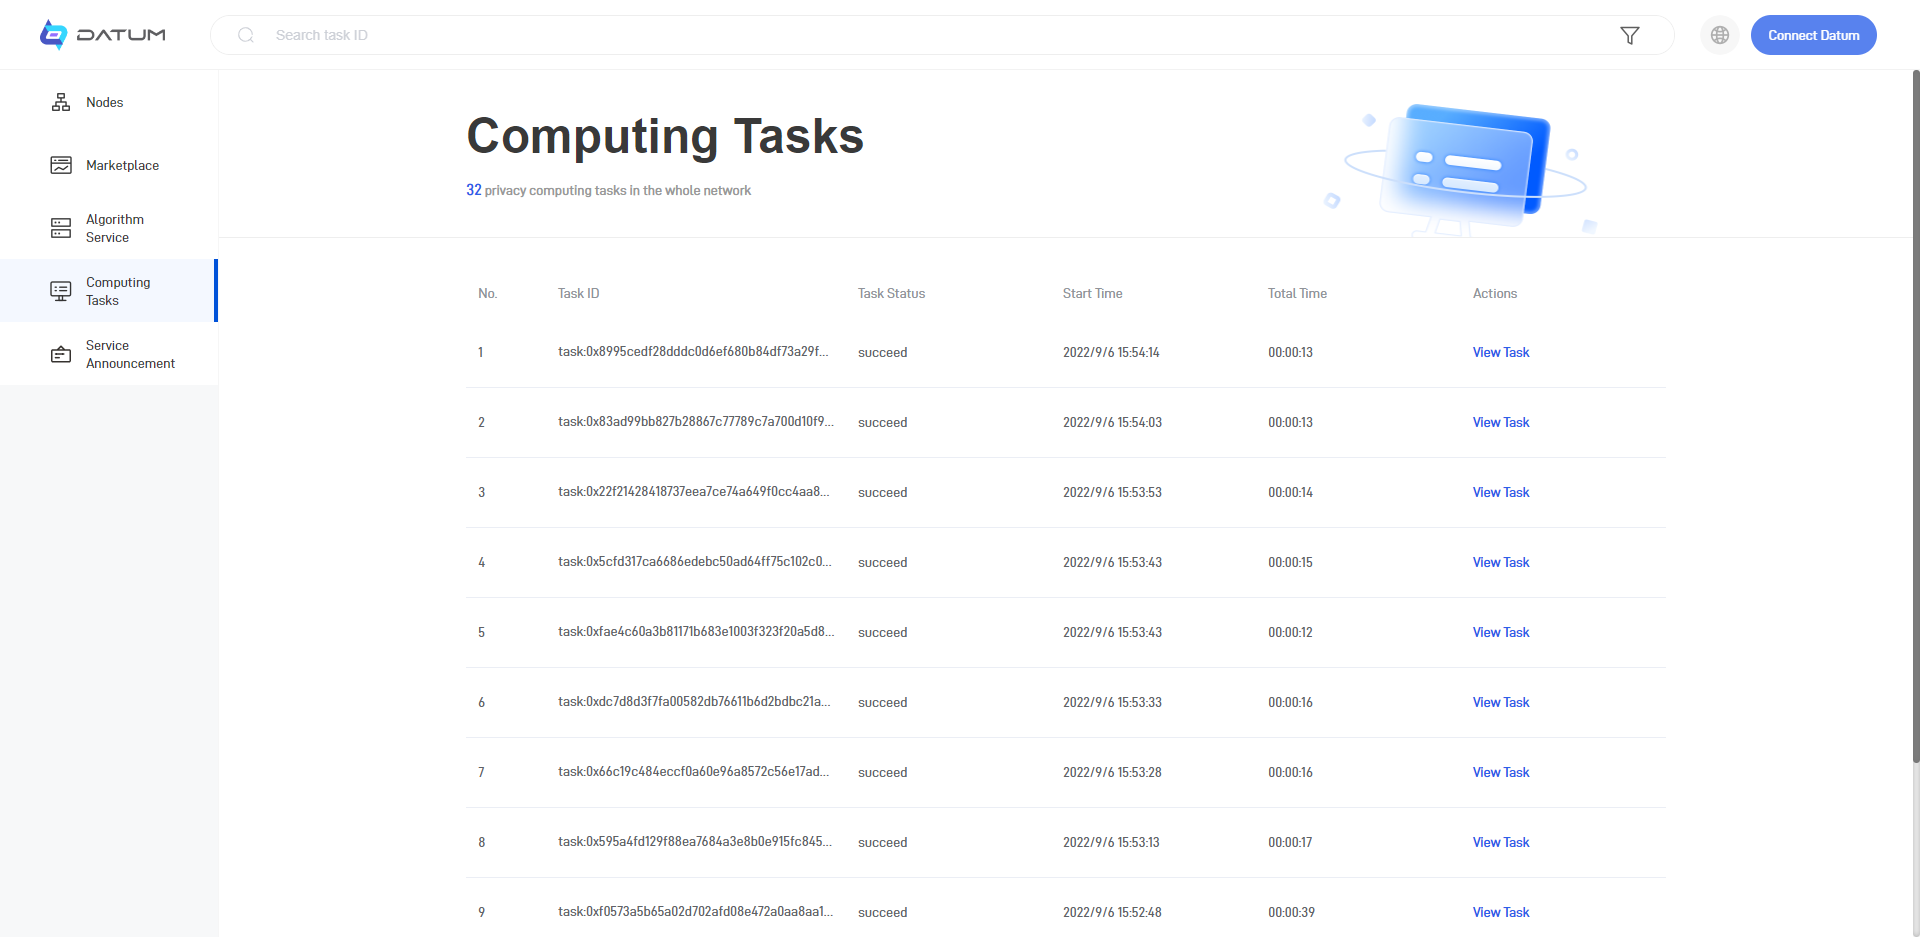 DATUM
Search task ID
Connect Datum
Nodes
Marketplace
Algorithm
Service
Computing
Tasks
Service
Announcement
Computing Tasks
32 privacy computing tasks in the whole network
No. Task ID Task Status Start Time Total Time Actions
1 task:0x8995cedf28dddc0d6ef680b84df73a29f... succeed 2022/9/6 15:54:14 00:00:13 View Task
2 task:0x83ad99bb827b28867c77789c7a700d10f9... succeed 2022/9/6 15:54:03 00:00:13 View Task
3 task:0x22f21428418737eea7ce74a649f0cc4aa8... succeed 2022/9/6 15:53:53 00:00:14 View Task
4 task:0x5cfd317ca6686edebc50ad64ff75c102c0... succeed 2022/9/6 15:53:43 00:00:15 View Task
5 task:0xfae4c60a3b81171b683e1003f323f20a5d8... succeed 2022/9/6 15:53:43 00:00:12 View Task
6 task:0xdc7d8d3f7fa00582db76611b6d2bdbc21a... succeed 2022/9/6 15:53:33 00:00:16 View Task
7 task:0x66c19c484eccf0a60e96a8572c56e17ad... succeed 2022/9/6 15:53:28 00:00:16 View Task
8 task:0x595a4fd129f88ea7684a3e8b0e915fc845... succeed 2022/9/6 15:53:13 00:00:17 View Task
9 task:0xf0573a5b65a02d702afd08e472a0aa8aa1... succeed 2022/9/6 15:52:48 00:00:39 View Task